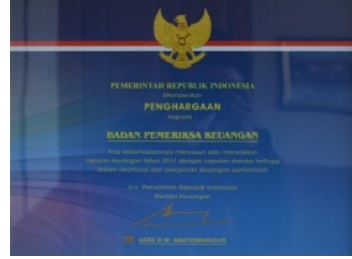 PEMERINTAH REPUBLIK INDONESIA
Memberikan
PENGHARGAAN
kepada
BADAN PEMERIKSA KEUANGAN
Atas keberhasilannya menyusun dan menyajikan
Laporan Keuangan tahun 2011 dengan capaian standar tertinggi
dalam akuntansi dan pelaporan keuangan pemerintah
a.n. Pemerintah Republik Indonesia
Menteri Keuangan
AGUS D.W. MARTOWARDOJO